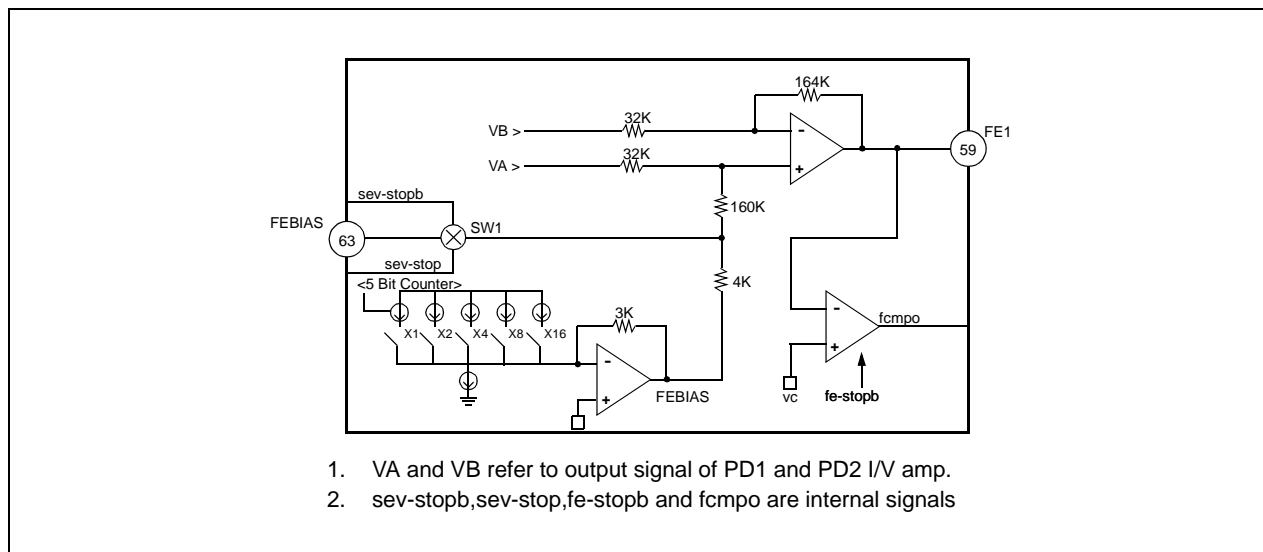 164K
32K
VB >
FE1
32K
VA >
59
sev-stopb
160K
FEBIAS
SW1
63
sev-stop
4K
<5 Bit Counter>
3K
fcmpo
X1 X2 X4 X8 X16
FEBIAS
vc
fe-stopb
1. VA and VB refer to output signal of PD1 and PD2 I/V amp.
2. sev-stopb,sev-stop,fe-stopb and fcmpo are internal signals